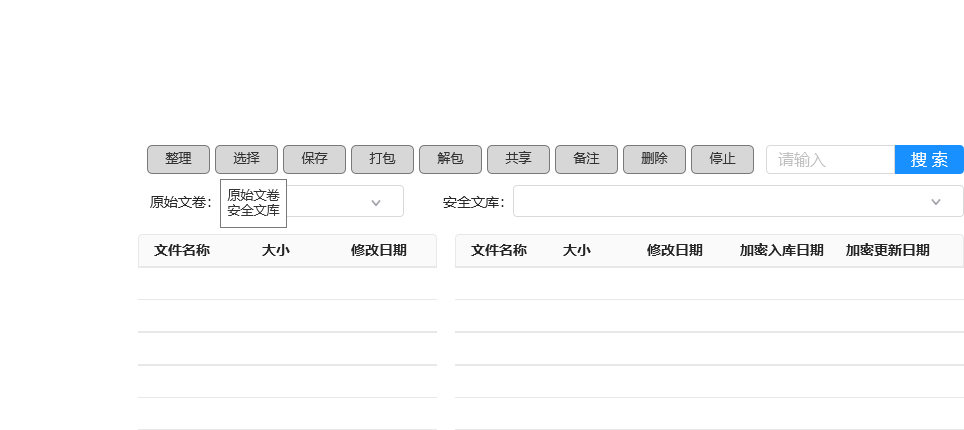 整理 选择 保存 打包 解包 共享 备注 删除 停止 请输入 搜 索
原始文卷: 原始文卷 安全文库:
安全文库
文件名称 大小 修改日期 文件名称 大小 修改日期 加密入库日期 加密更新日期